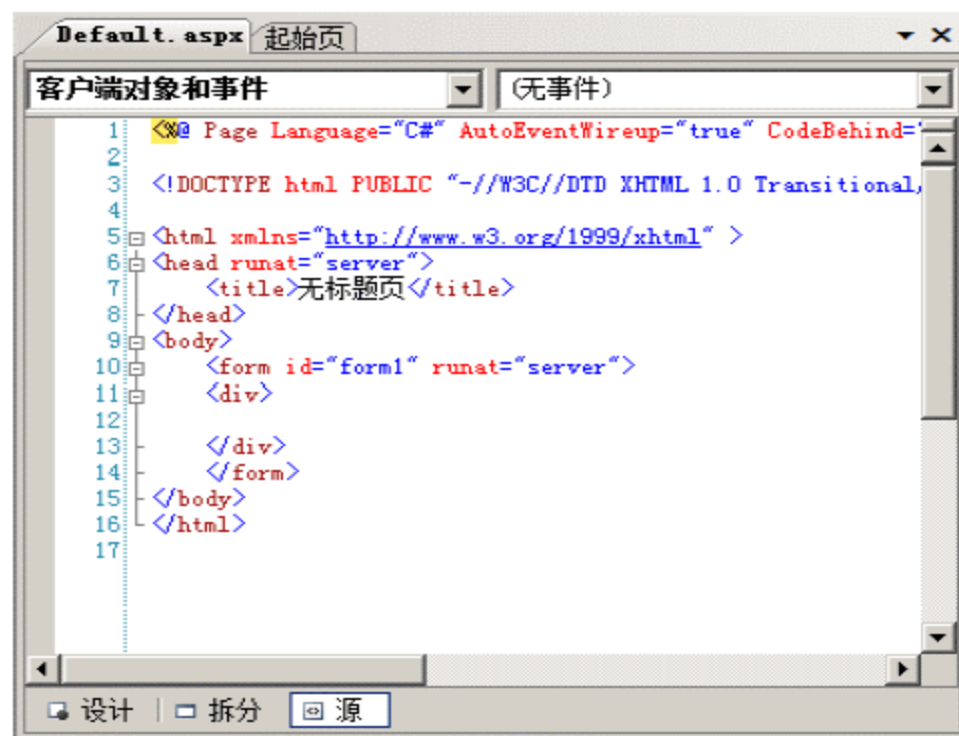 Default.aspx 起始页
客户端对象和事件 (无事件)
1 <%@ Page Language="C#" AutoEventWireup="true" CodeBehind="
2
3 <!DOCTYPE html PUBLIC "-//W3C//DTD XHTML 1.0 Transitional/
4
5 <html xmlns="http://www.w3.org/1999/xhtml" >
6 <head runat="server">
7 <title>无标题页</title>
8 </head>
9 <body>
10 <form id="form1" runat="server">
11 <div>
12
13 </div>
14 </form>
15 </body>
16 </html>
17
设计 拆分 源